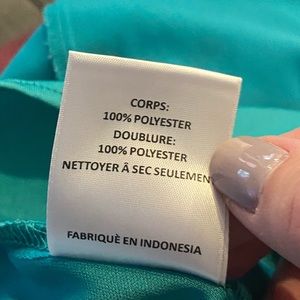 CORPS:
100% POLYESTER
DOUBLURE:
100% POLYESTER
NETTOYER Â SEC SEULEMEN
FABRIQUÈ EN INDONESIA